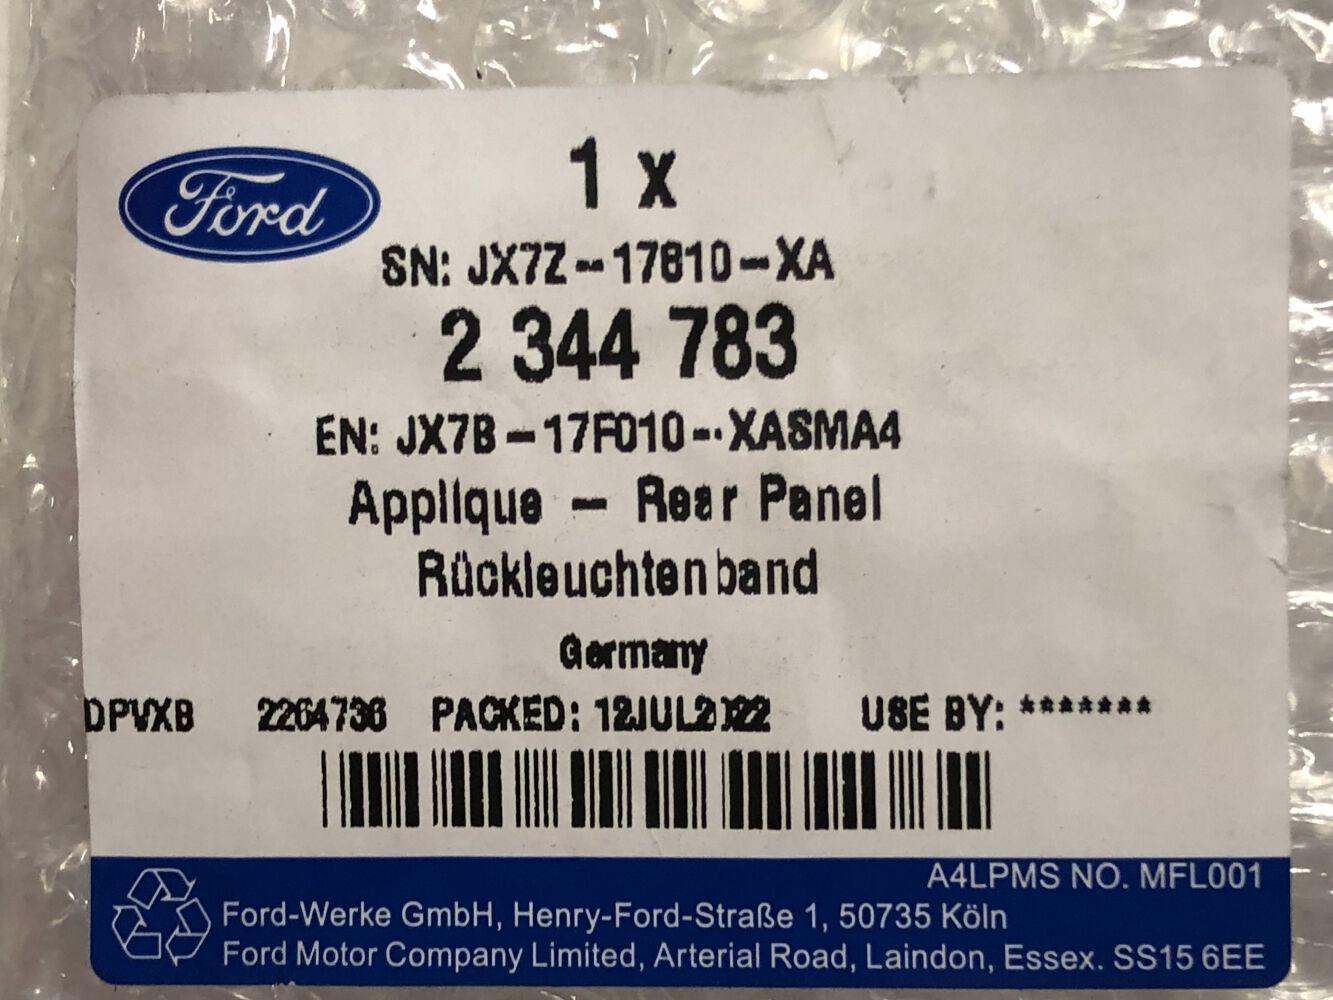 Ford
1 x
SN: JX7Z-17810-XA
2 344 783
EN: JX7B-17F010--XASMA4
Applique - Rear Panel
Rückleuchtenband
Germany
DPVXB 2264736 PACKED: 12JUL2022 USE BY: *******
A4LPMS NO. MFL001
Ford-Werke GmbH, Henry-Ford-Straße 1, 50735 Köln
Ford Motor Company Limited, Arterial Road, Laindon, Essex. SS15 6EE